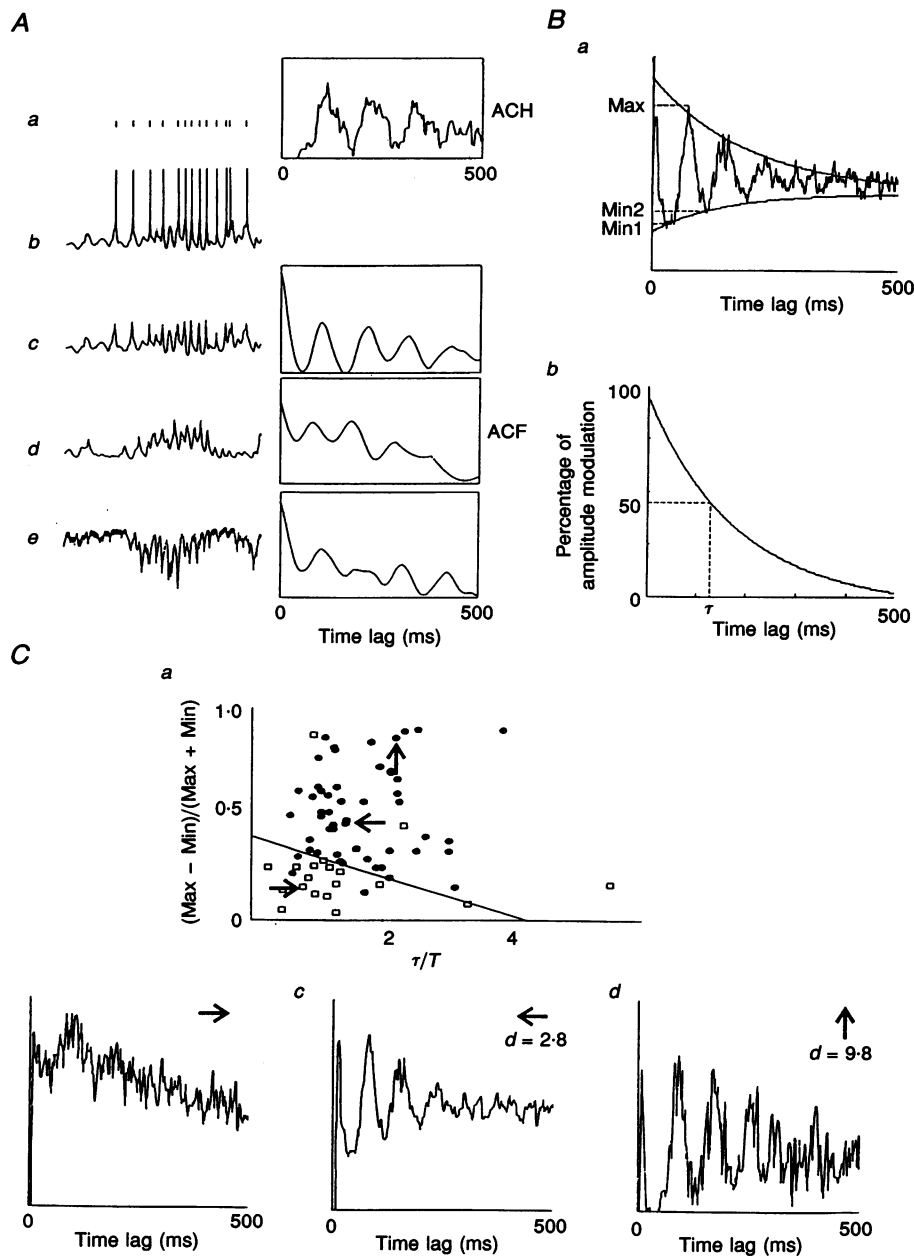 A
a
ACH
0
500
b
c
d
ACF
e
0
500
Time lag (ms)
B
a
Max
Min2
Min1
0
500
Time lag (ms)
b
100
Percentage of
amplitude modulation
50
0
τ
500
Time lag (ms)
C
a
1·0
(Max − Min)/(Max + Min)
0·5
0
2
4
τ/T
0
500
Time lag (ms)
c
d = 2·8
0
500
Time lag (ms)
d
d = 9·8
0
500
Time lag (ms)